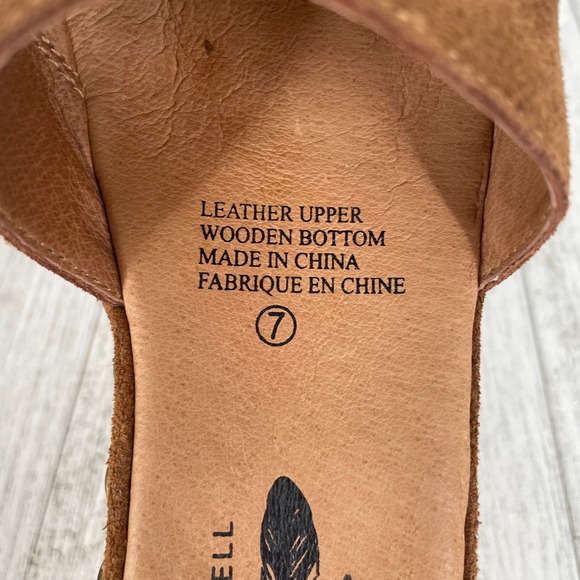 LEATHER UPPER
WOODEN BOTTOM
MADE IN CHINA
FABRIQUE EN CHINE
7